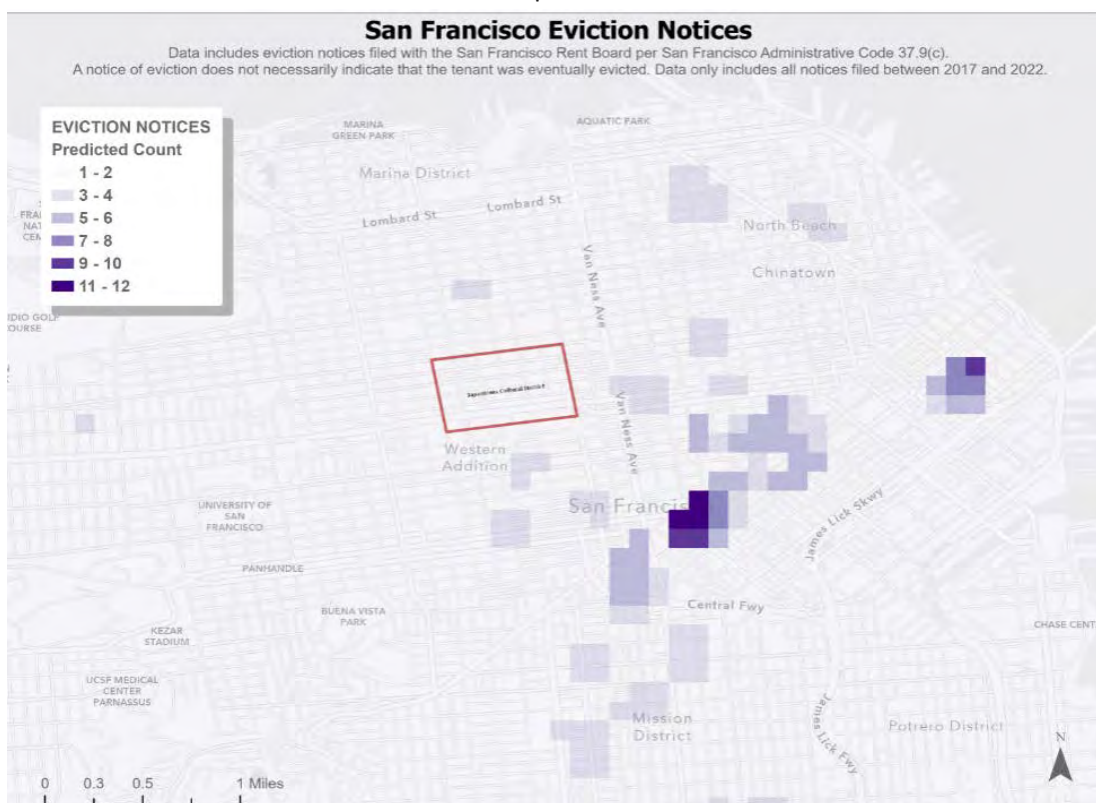 San Francisco Eviction Notices
Data includes eviction notices filed with the San Francisco Rent Board per San Francisco Administrative Code 37.9(c).
A notice of eviction does not necessarily indicate that the tenant was eventually evicted. Data only includes all notices filed between 2017 and 2022.
EVICTION NOTICES
Predicted Count
1 - 2
3 - 4
5 - 6
7 - 8
9 - 10
11 - 12
MARINA
GREEN PARK
AQUATIC PARK
Marina District
Lombard St
Lombard St
North Beach
Van Ness Ave
Chinatown
COURSE
Van Ness Ave
Western
Addition
San Francis
UNIVERSITY OF
SAN
FRANCISCO
James Lick Skwy
PANHANDLE
BUENA VISTA
PARK
Central Fwy
KEZAR
STADIUM
CHASE CENT
UCSF MEDICAL
CENTER
PARNASSUS
James Lick Fwy
Mission
District
Potrero District
N
0 0.3 0.5 1 Miles